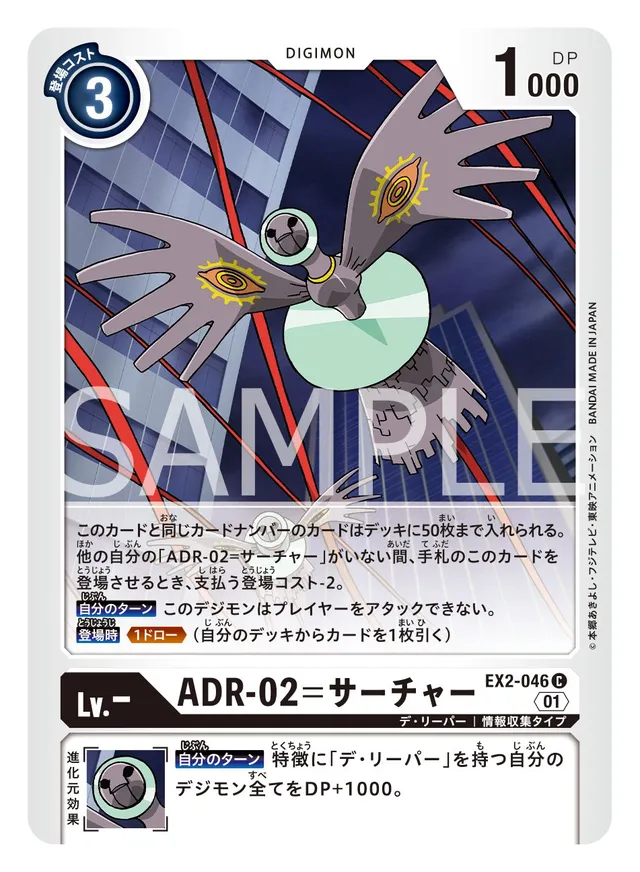 DIGIMON
登場コスト
3
DP
1000
SAMPLE
このカードと同じカードナンバーのカードはデッキに50枚まで入れられる。
他の自分の「ADR-02=サーチャー」がいない間、手札のこのカードを
登場させるとき、支払う登場コスト-2。
自分のターン このデジモンはプレイヤーをアタックできない。
登場時 1ドロー (自分のデッキからカードを1枚引く)
© 本郷あきよし・フジテレビ・東映アニメーション BANDAI MADE IN JAPAN
Lv.-
ADR-02=サーチャー
EX2-046 C
01
デ・リーパー | 情報収集タイプ
進化元効果
自分のターン 特徴に「デ・リーパー」を持つ自分の
デジモン全てをDP+1000。